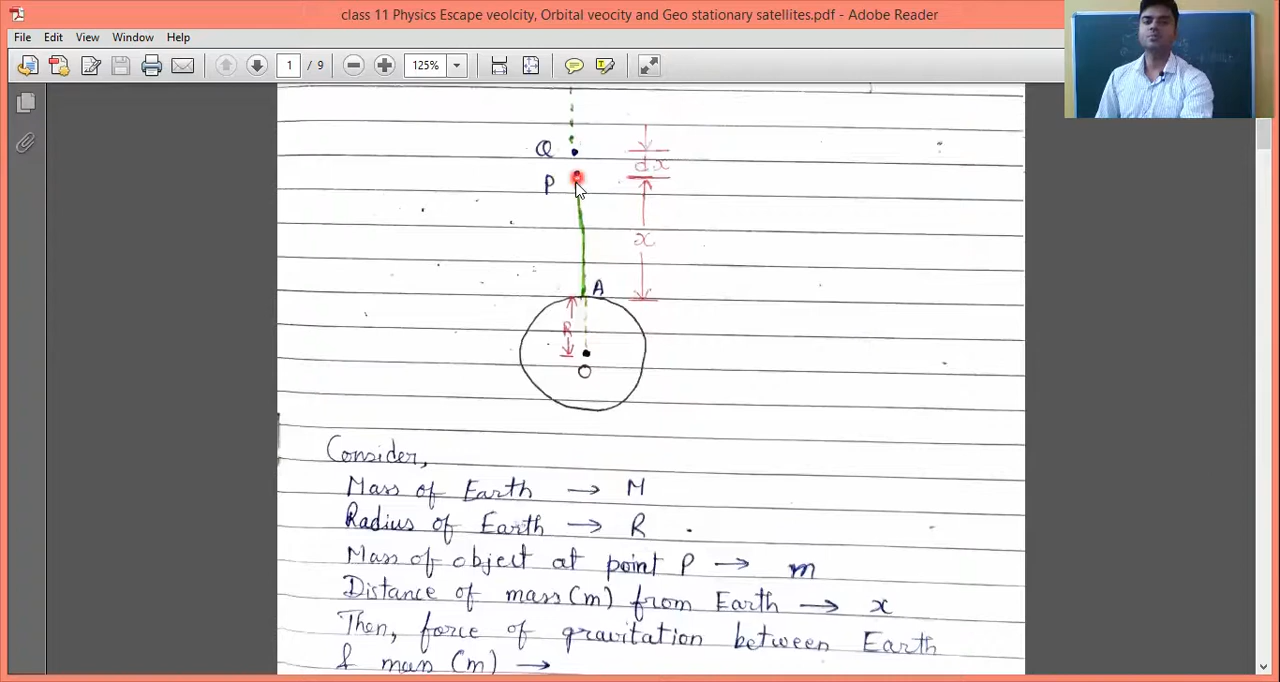 class 11 Physics Escape veolcity, Orbital veocity and Geo stationary satellites.pdf - Adobe Reader
File Edit View Window Help
1 / 9 125%
Q
dx
P
x
A
R
O
Consider,
Mass of Earth → M
Radius of Earth → R .
Mass of object at point P → m
Distance of mass(m) from Earth → x
Then, force of gravitation between Earth
& mass (m) →